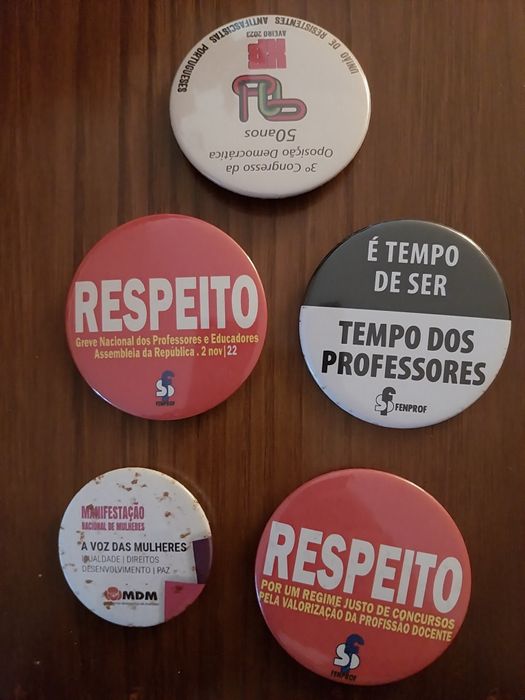 3º Congresso da
Oposição Democrática
50anos
AVEIRO 2023
UNIÃO DE RESISTENTES ANTIFASCISTAS PORTUGUESES
RESPEITO
Greve Nacional dos Professores e Educadores
Assembleia da República . 2 nov|22
FENPROF
É TEMPO
DE SER
TEMPO DOS
PROFESSORES
FENPROF
MANIFESTAÇÃO
NACIONAL DE MULHERES
A VOZ DAS MULHERES
IGUALDADE | DIREITOS
DESENVOLVIMENTO | PAZ
MDM
RESPEITO
POR UM REGIME JUSTO DE CONCURSOS
PELA VALORIZAÇÃO DA PROFISSÃO DOCENTE
FENPROF